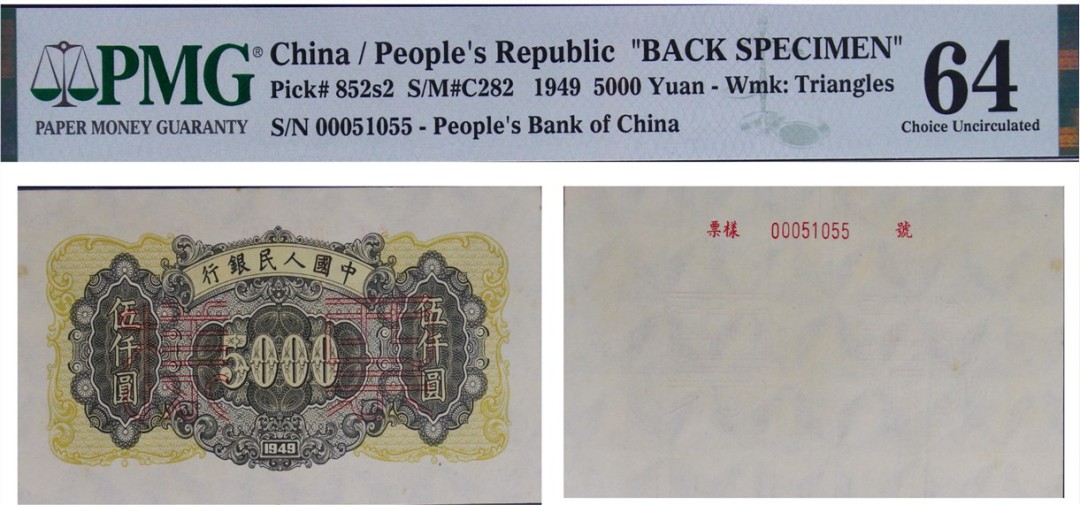 PMG®
PAPER MONEY GUARANTY
China / People's Republic "BACK SPECIMEN"
Pick# 852s2 S/M#C282 1949 5000 Yuan - Wmk: Triangles
S/N 00051055 - People's Bank of China
64
Choice Uncirculated
中國人民銀行
伍仟圓
5000
伍仟圓
1949
票樣 00051055 號